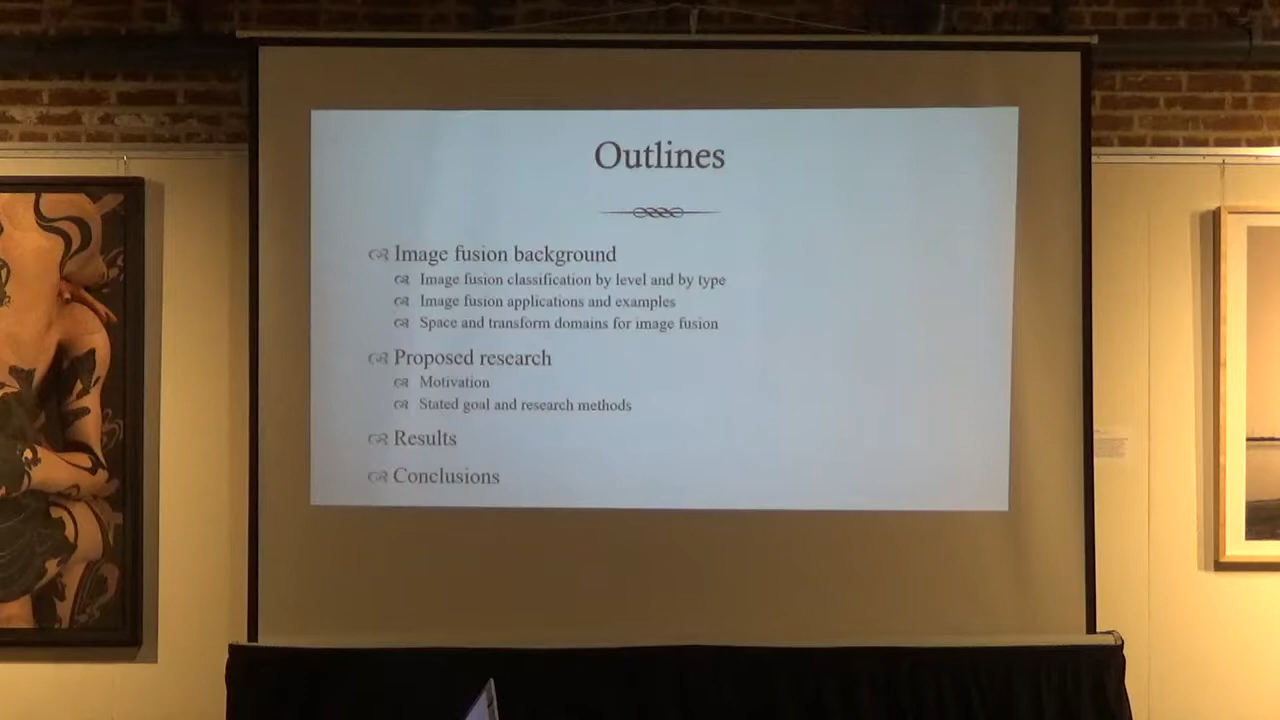 Outlines
Image fusion background
Image fusion classification by level and by type
Image fusion applications and examples
Space and transform domains for image fusion
Proposed research
Motivation
Stated goal and research methods
Results
Conclusions